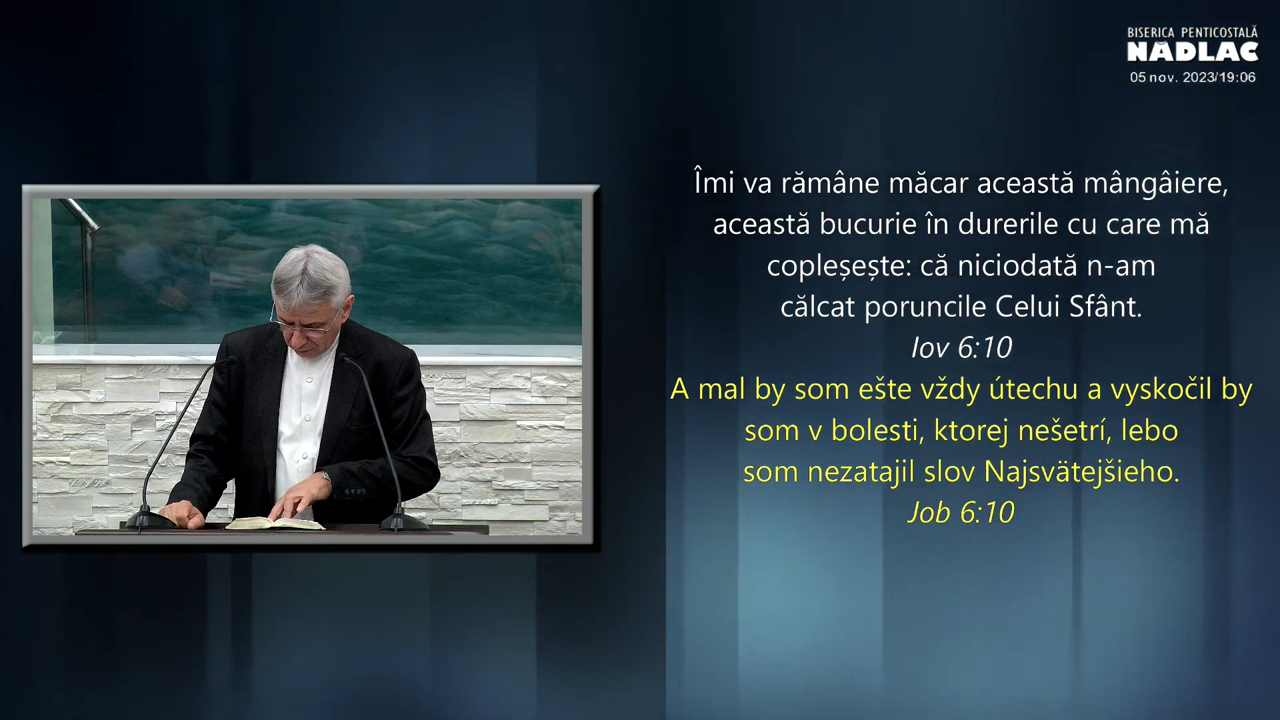 BISERICA PENTICOSTALĂ
NĂDLAC
05 nov. 2023/19:06
Îmi va rămâne măcar această mângâiere,
această bucurie în durerile cu care mă
copleșește: că niciodată n-am
călcat poruncile Celui Sfânt.
Iov 6:10
A mal by som ešte vždy útechu a vyskočil by
som v bolesti, ktorej nešetrí, lebo
som nezatajil slov Najsvätejšieho.
Job 6:10